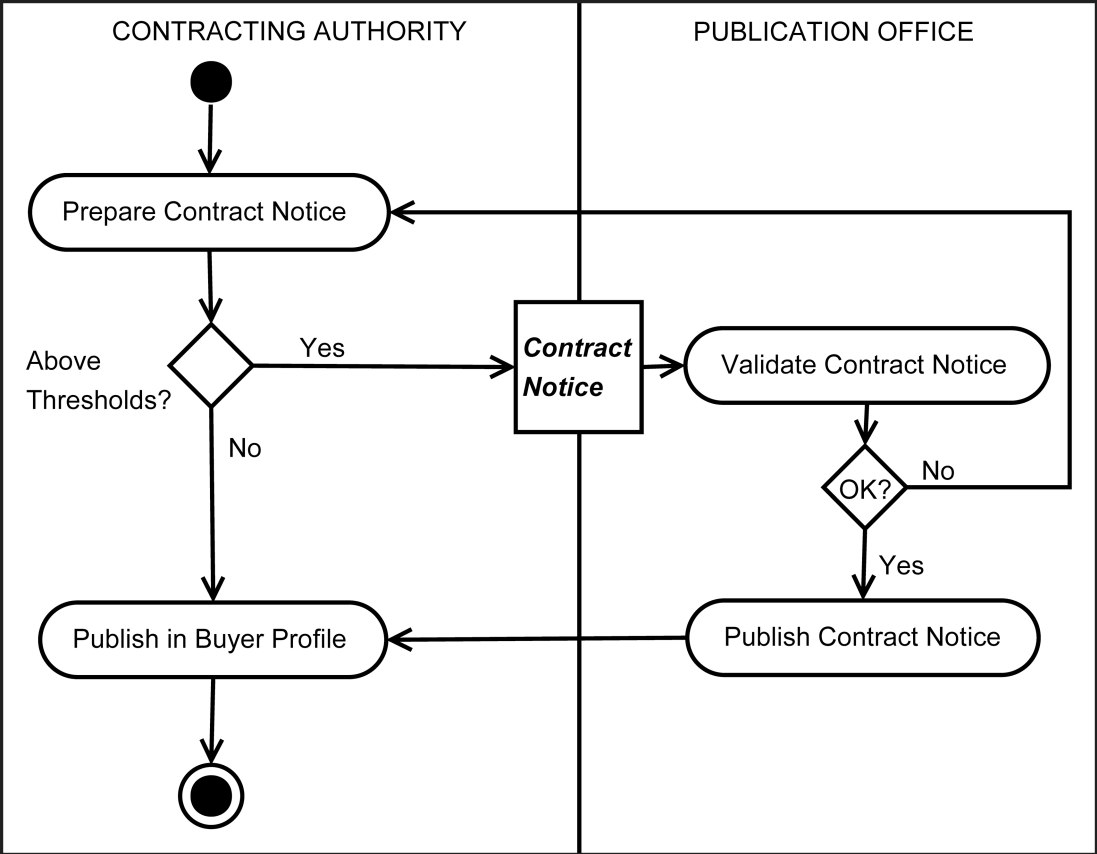 CONTRACTING AUTHORITY
PUBLICATION OFFICE
Prepare Contract Notice
Above
Thresholds?
Yes
No
Contract
Notice
Validate Contract Notice
OK?
No
Yes
Publish in Buyer Profile
Publish Contract Notice